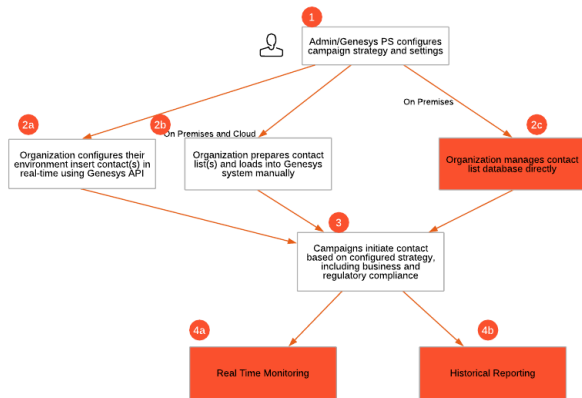 1
Admin/Genesys PS configures
campaign strategy and settings
On Premises
2a
2b
2c
On Premises and Cloud
Organization configures their
environment insert contact(s) in
real-time using Genesys API
Organization prepares contact
list(s) and loads into Genesys
system manually
Organization manages contact
list database directly
3
Campaigns initiate contact
based on configured strategy,
including business and
regulatory compliance
4a
4b
Real Time Monitoring
Historical Reporting